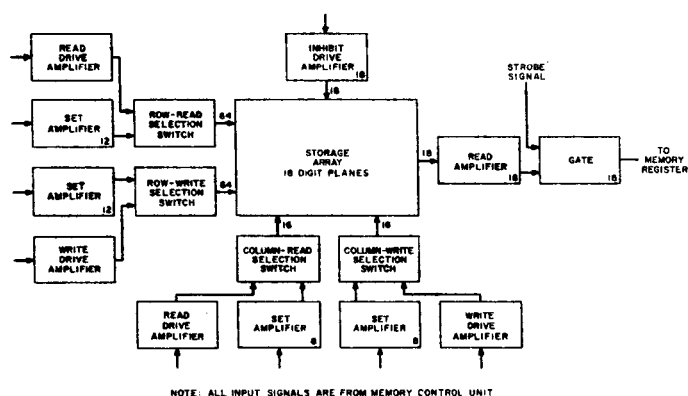 READ
DRIVE
AMPLIFIER
INHIBIT
DRIVE
AMPLIFIER
18
18
STROBE
SIGNAL
SET
AMPLIFIER
12
ROW-READ
SELECTION
SWITCH
64
STORAGE
ARRAY
18 DIGIT PLANES
18
READ
AMPLIFIER
18
GATE
18
TO
MEMORY
REGISTER
SET
AMPLIFIER
12
ROW-WRITE
SELECTION
SWITCH
64
WRITE
DRIVE
AMPLIFIER
16
16
COLUMN-READ
SELECTION
SWITCH
COLUMN-WRITE
SELECTION
SWITCH
READ
DRIVE
AMPLIFIER
SET
AMPLIFIER
8
SET
AMPLIFIER
8
WRITE
DRIVE
AMPLIFIER
NOTE: ALL INPUT SIGNALS ARE FROM MEMORY CONTROL UNIT